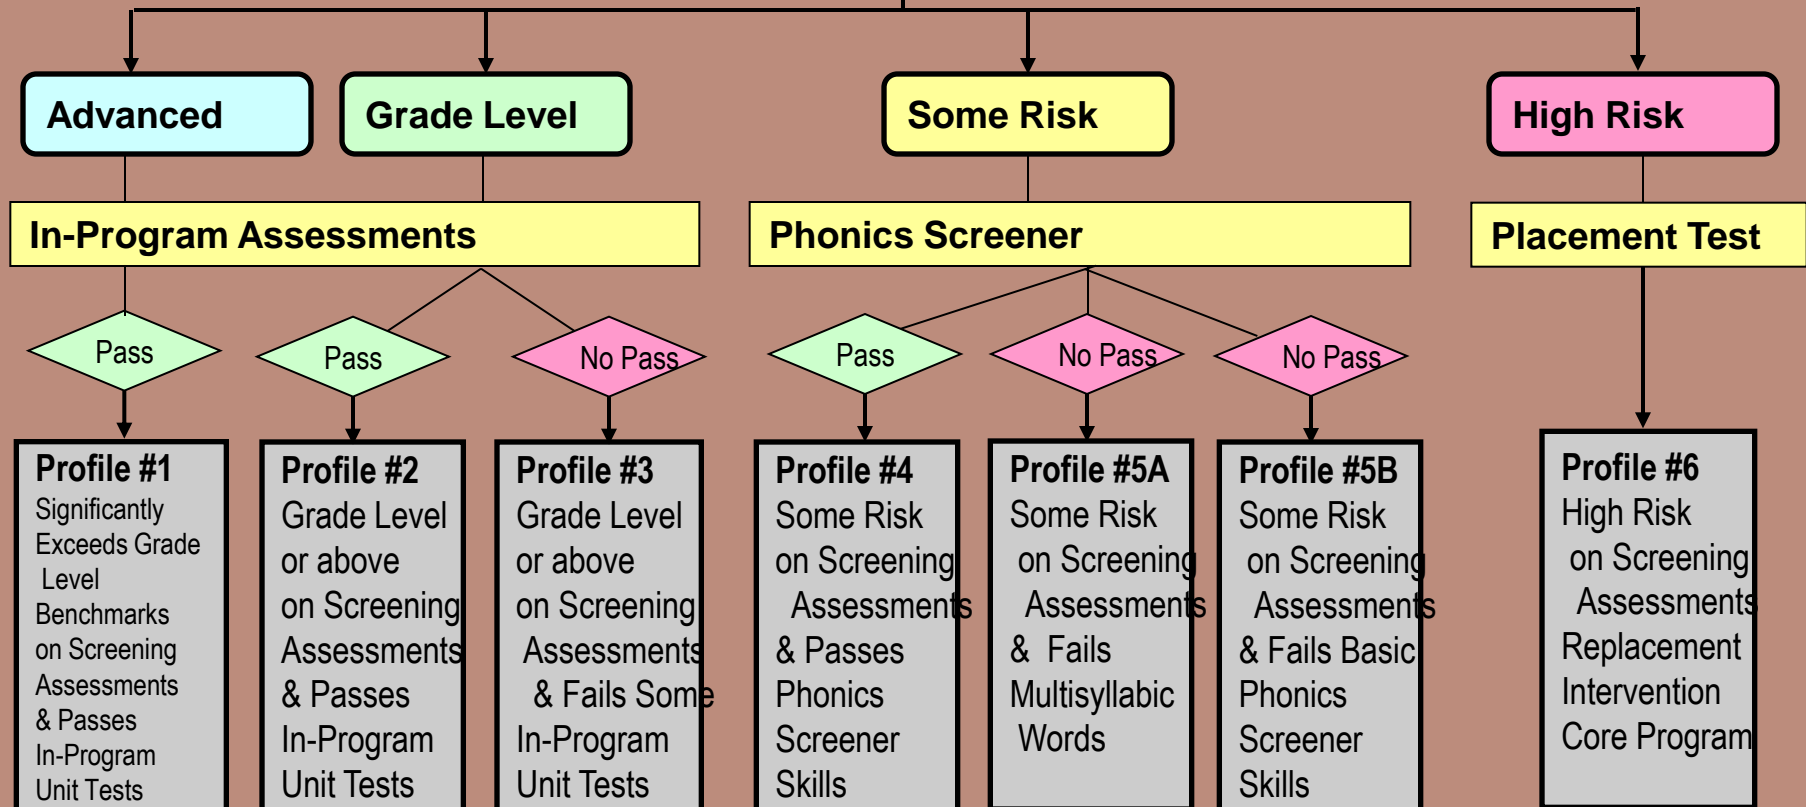 Advanced
Grade Level
Some Risk
High Risk
In-Program Assessments
Phonics Screener
Placement Test
Pass
Pass
No Pass
Pass
No Pass
No Pass
Profile #1
Significantly
Exceeds Grade
Level
Benchmarks
on Screening
Assessments
& Passes
In-Program
Unit Tests
Profile #2
Grade Level
or above
on Screening
Assessments
& Passes
In-Program
Unit Tests
Profile #3
Grade Level
or above
on Screening
Assessments
& Fails Some
In-Program
Unit Tests
Profile #4
Some Risk
on Screening
Assessments
& Passes
Phonics
Screener
Skills
Profile #5A
Some Risk
on Screening
Assessments
& Fails
Multisyllabic
Words
Profile #5B
Some Risk
on Screening
Assessments
& Fails Basic
Phonics
Screener
Skills
Profile #6
High Risk
on Screening
Assessments
Replacement
Intervention
Core Program